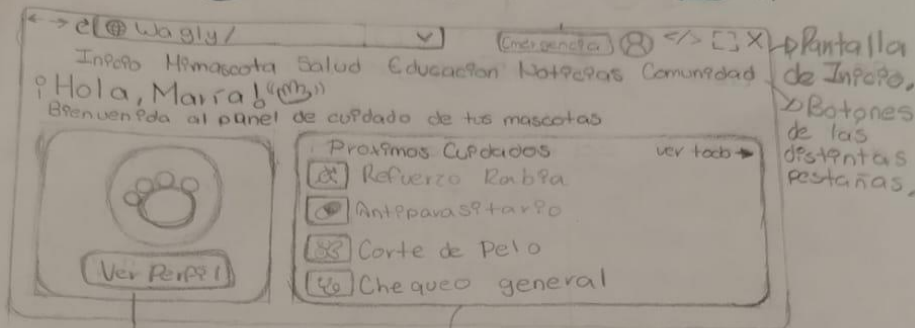 Wagly/
Emergencia
Inicio Mimascota Salud Educacion Noticias Comunidad
¡Hola, María!
Bienvenida al panel de cuidado de tus mascotas
Ver Perfil
Proximos Cuidados ver todo →
Refuerzo Rabia
Antiparasitario
Corte de Pelo
Chequeo general
Pantalla
de Inicio.
Botones
de las
distintas
pestañas.